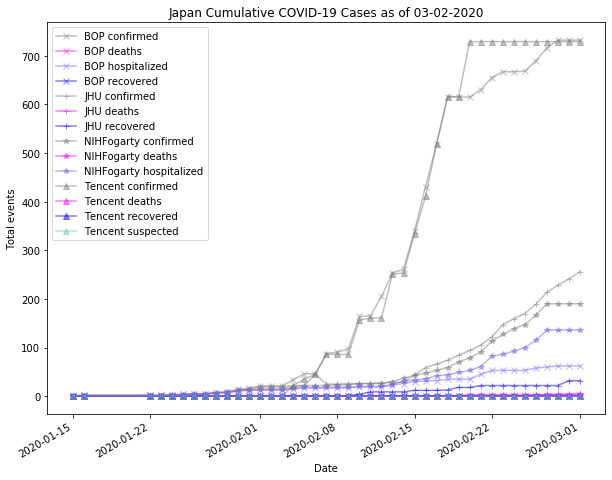 Japan Cumulative COVID-19 Cases as of 03-02-2020
BOP confirmed
BOP deaths
BOP hospitalized
BOP recovered
JHU confirmed
JHU deaths
JHU recovered
NIHFogarty confirmed
NIHFogarty deaths
NIHFogarty hospitalized
Tencent confirmed
Tencent deaths
Tencent recovered
Tencent suspected
Total events
700
600
500
400
300
200
100
0
2020-01-15
2020-01-22
2020-02-01
2020-02-08
2020-02-15
2020-02-22
2020-03-01
Date